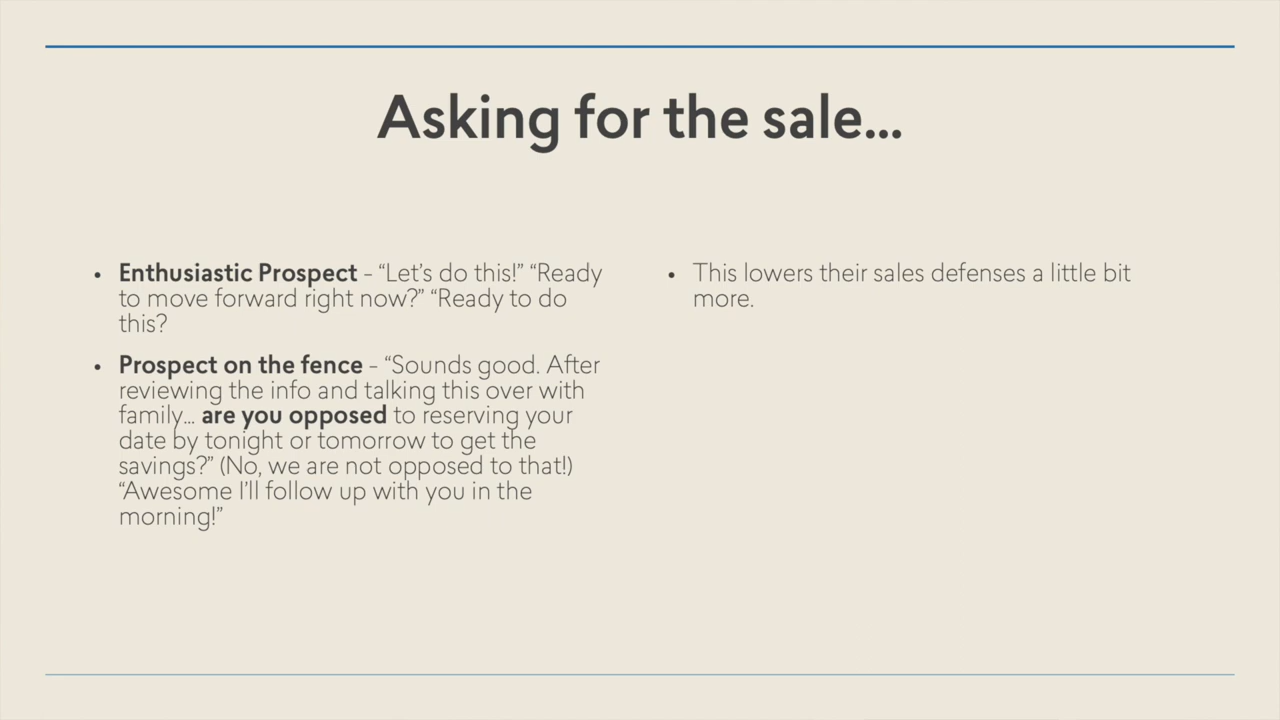 Asking for the sale...
• Enthusiastic Prospect - “Let’s do this!” “Ready
to move forward right now?” “Ready to do
this?
• Prospect on the fence - “Sounds good. After
reviewing the info and talking this over with
family... are you opposed to reserving your
date by tonight or tomorrow to get the
savings?” (No, we are not opposed to that!)
“Awesome I’ll follow up with you in the
morning!”
• This lowers their sales defenses a little bit
more.